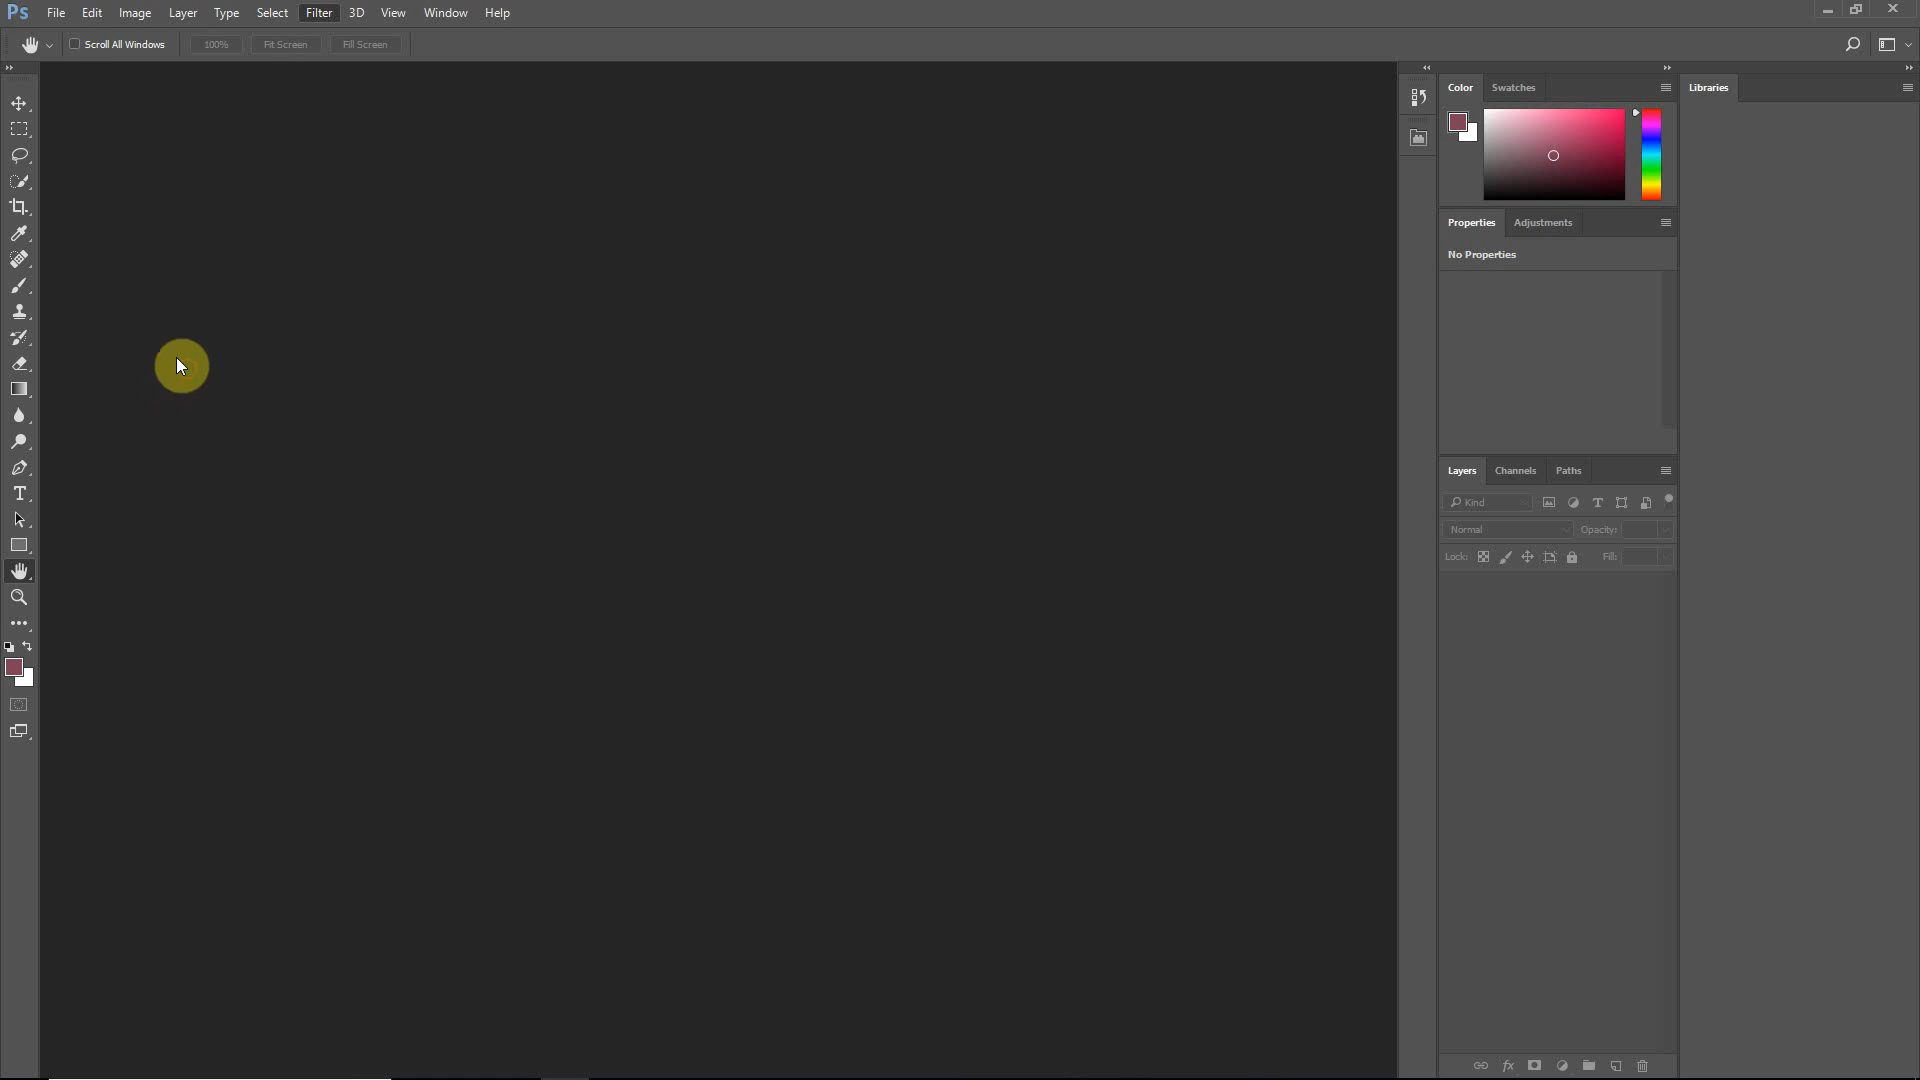 Ps File Edit Image Layer Type Select Filter 3D View Window Help
Scroll All Windows 100% Fit Screen Fill Screen
Color Swatches
Libraries
Properties Adjustments
No Properties
Layers Channels Paths
Kind
Normal Opacity:
Lock: Fill:
fx